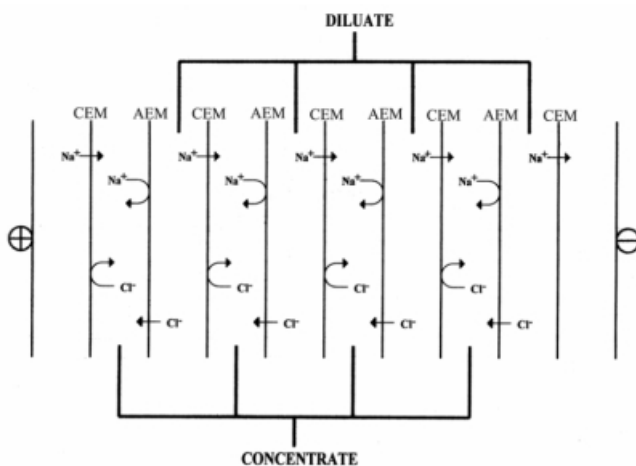 DILUATE
CEM AEM CEM AEM CEM AEM CEM AEM CEM
Na⁺ Na⁺ Na⁺ Na⁺ Na⁺
Na⁺ Na⁺ Na⁺ Na⁺
Cl⁻ Cl⁻ Cl⁻ Cl⁻
Cl⁻ Cl⁻ Cl⁻ Cl⁻
CONCENTRATE